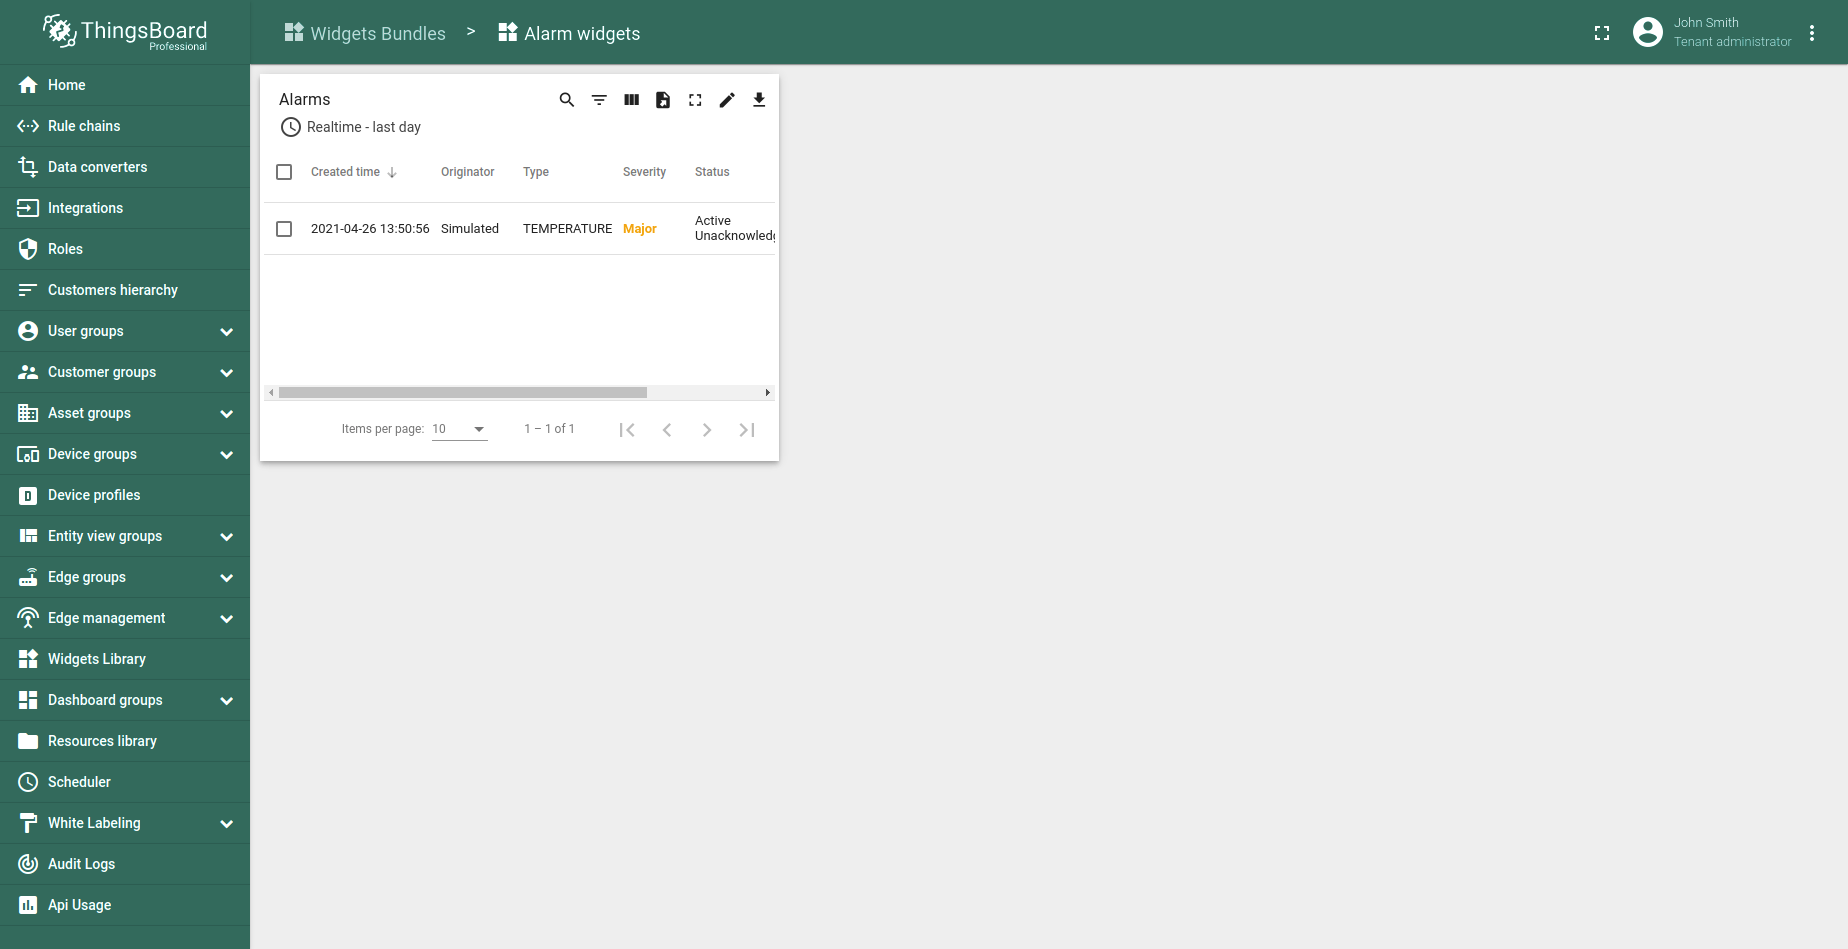 ThingsBoard
Professional
Widgets Bundles > Alarm widgets
John Smith
Tenant administrator
Home
Rule chains
Data converters
Integrations
Roles
Customers hierarchy
User groups
Customer groups
Asset groups
Device groups
Device profiles
Entity view groups
Edge groups
Edge management
Widgets Library
Dashboard groups
Resources library
Scheduler
White Labeling
Audit Logs
Api Usage
Alarms
Realtime - last day
Created time Originator Type Severity Status
2021-04-26 13:50:56 Simulated TEMPERATURE Major Active
Unacknowledg
Items per page: 10 1 – 1 of 1